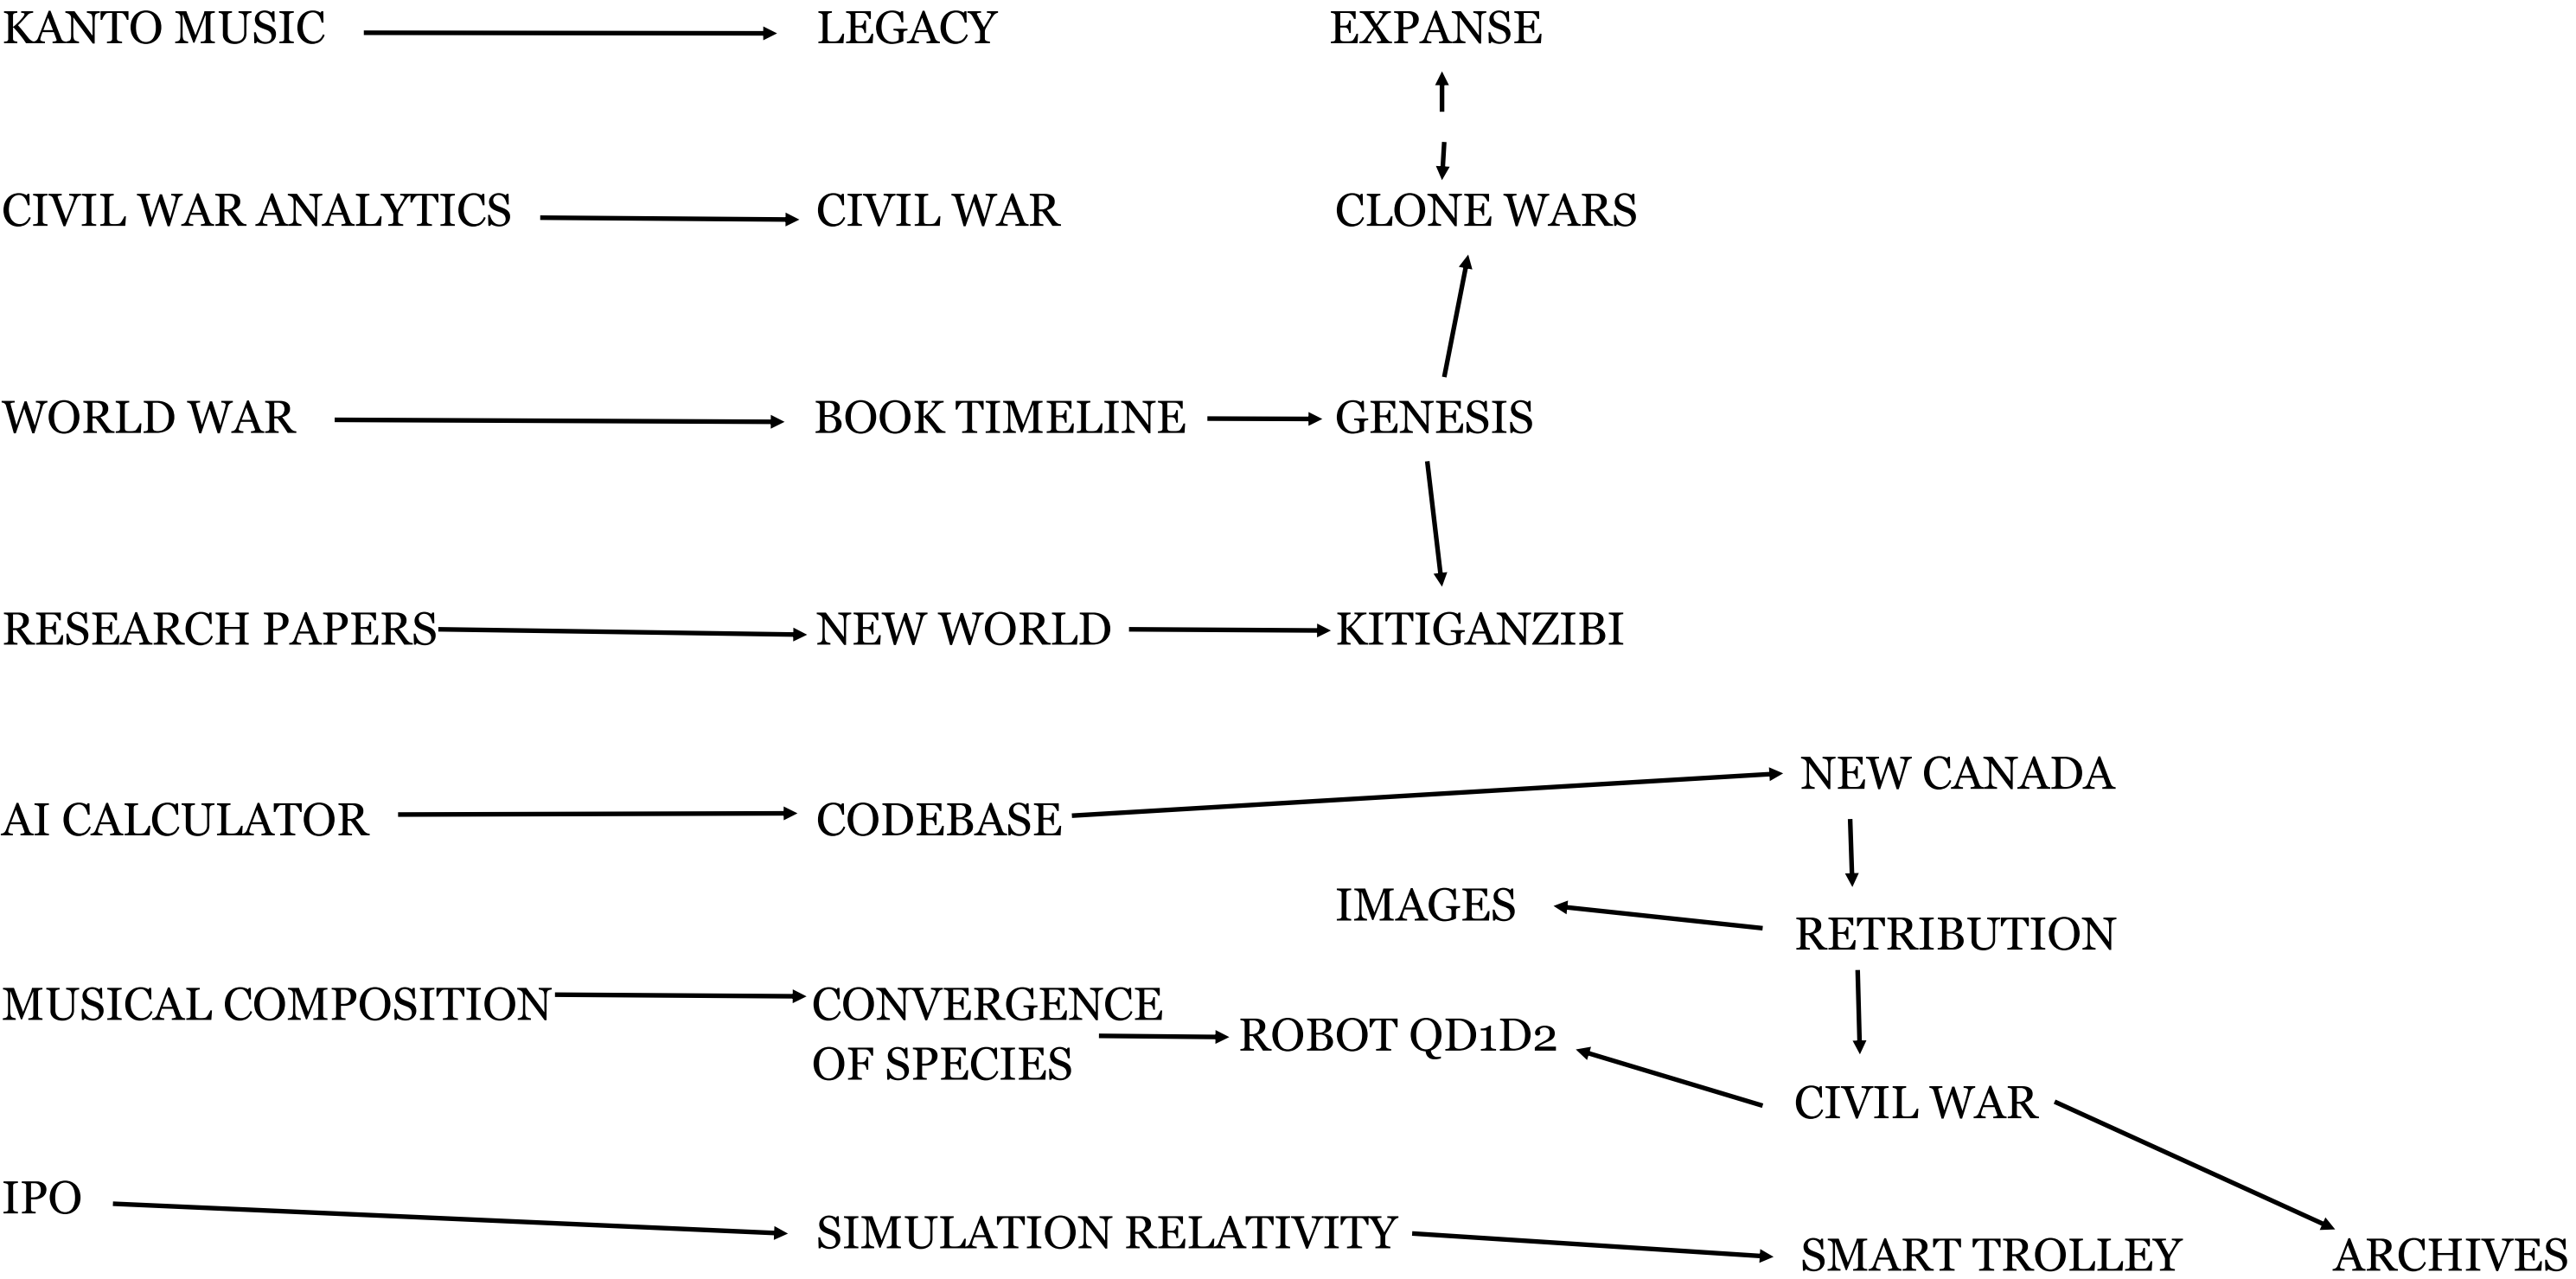 KANTO MUSIC
LEGACY
EXPANSE
CIVIL WAR ANALYTICS
CIVIL WAR
CLONE WARS
WORLD WAR
BOOK TIMELINE
GENESIS
RESEARCH PAPERS
NEW WORLD
KITIGANZIBI
NEW CANADA
AI CALCULATOR
CODEBASE
IMAGES
RETRIBUTION
MUSICAL COMPOSITION
CONVERGENCE
OF SPECIES
ROBOT QD1D2
CIVIL WAR
IPO
SIMULATION RELATIVITY
SMART TROLLEY
ARCHIVES